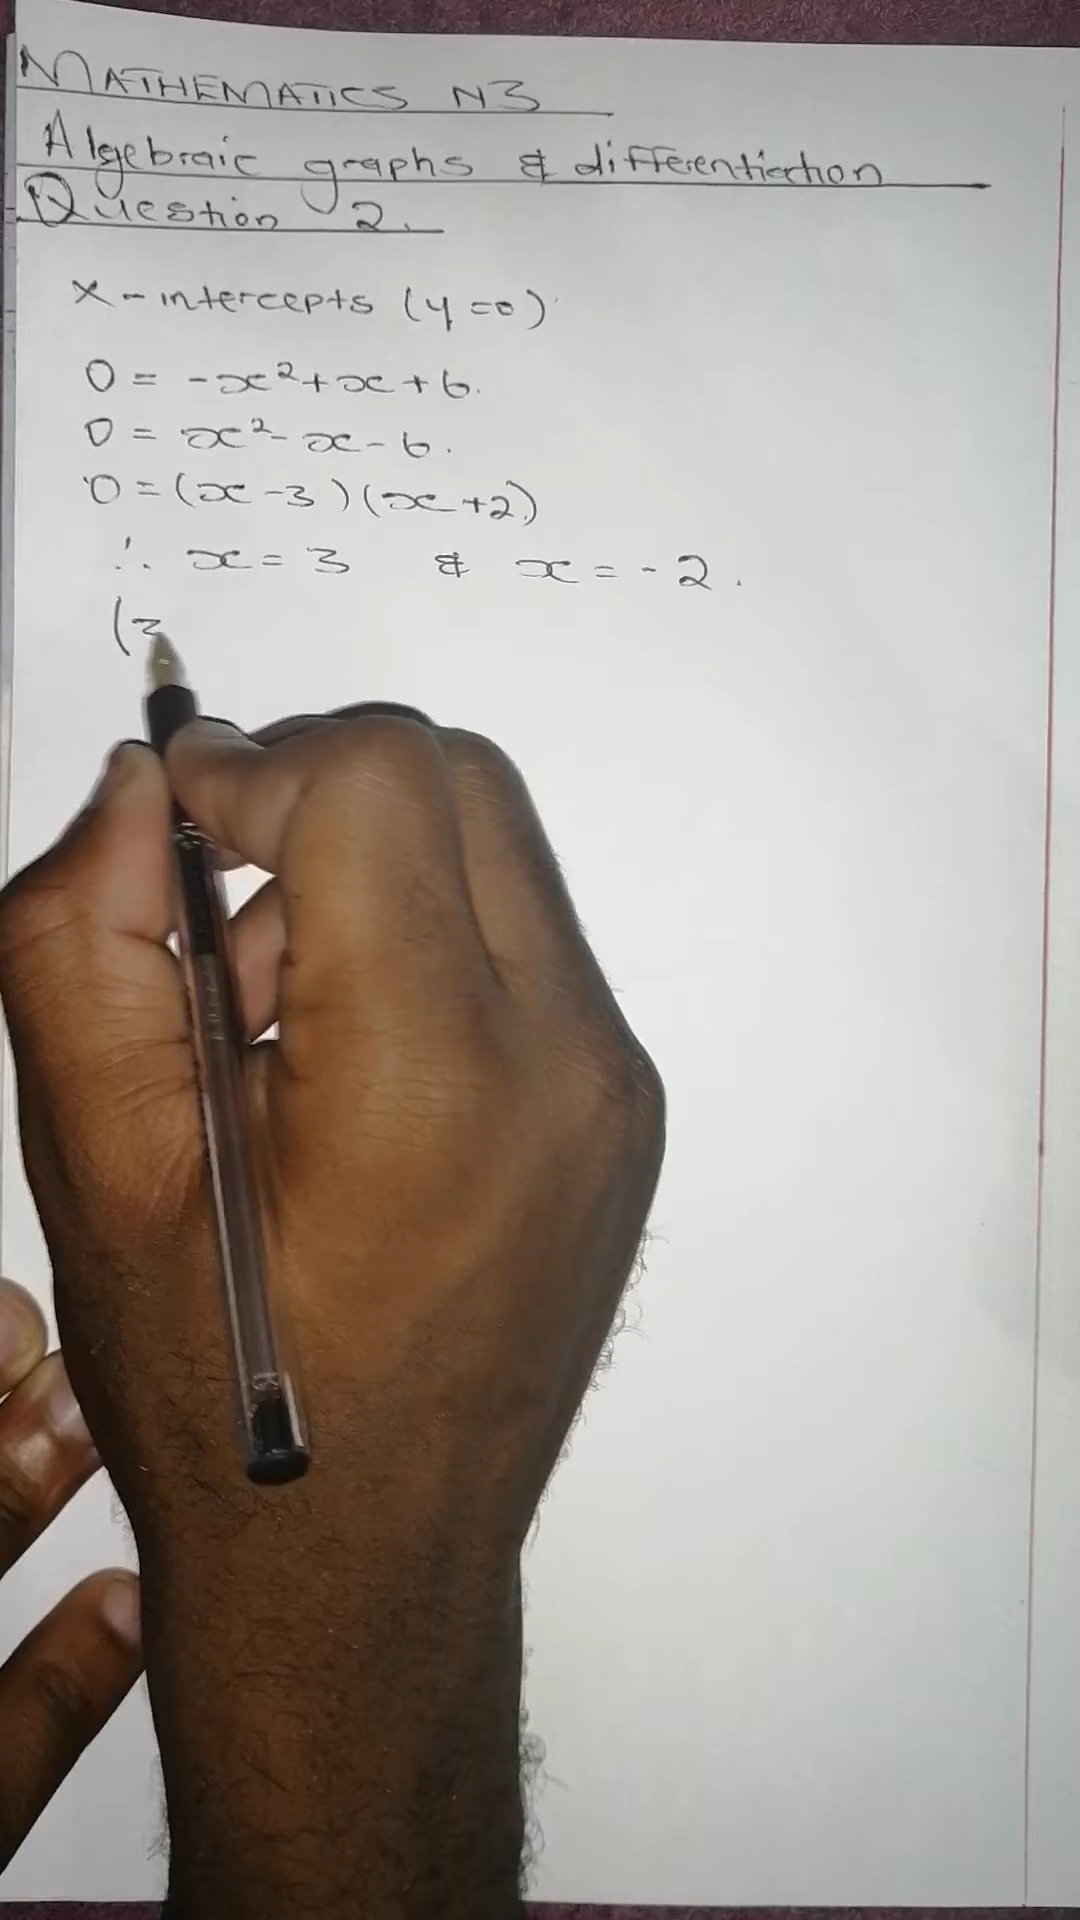 MATHEMATICS N3
Algebraic graphs & differentiation
Question 2.
x-intercepts (y=0)
0 = -x²+x+6.
0 = x²-x-6.
0=(x-3)(x+2)
∴ x=3 & x=-2.
(3